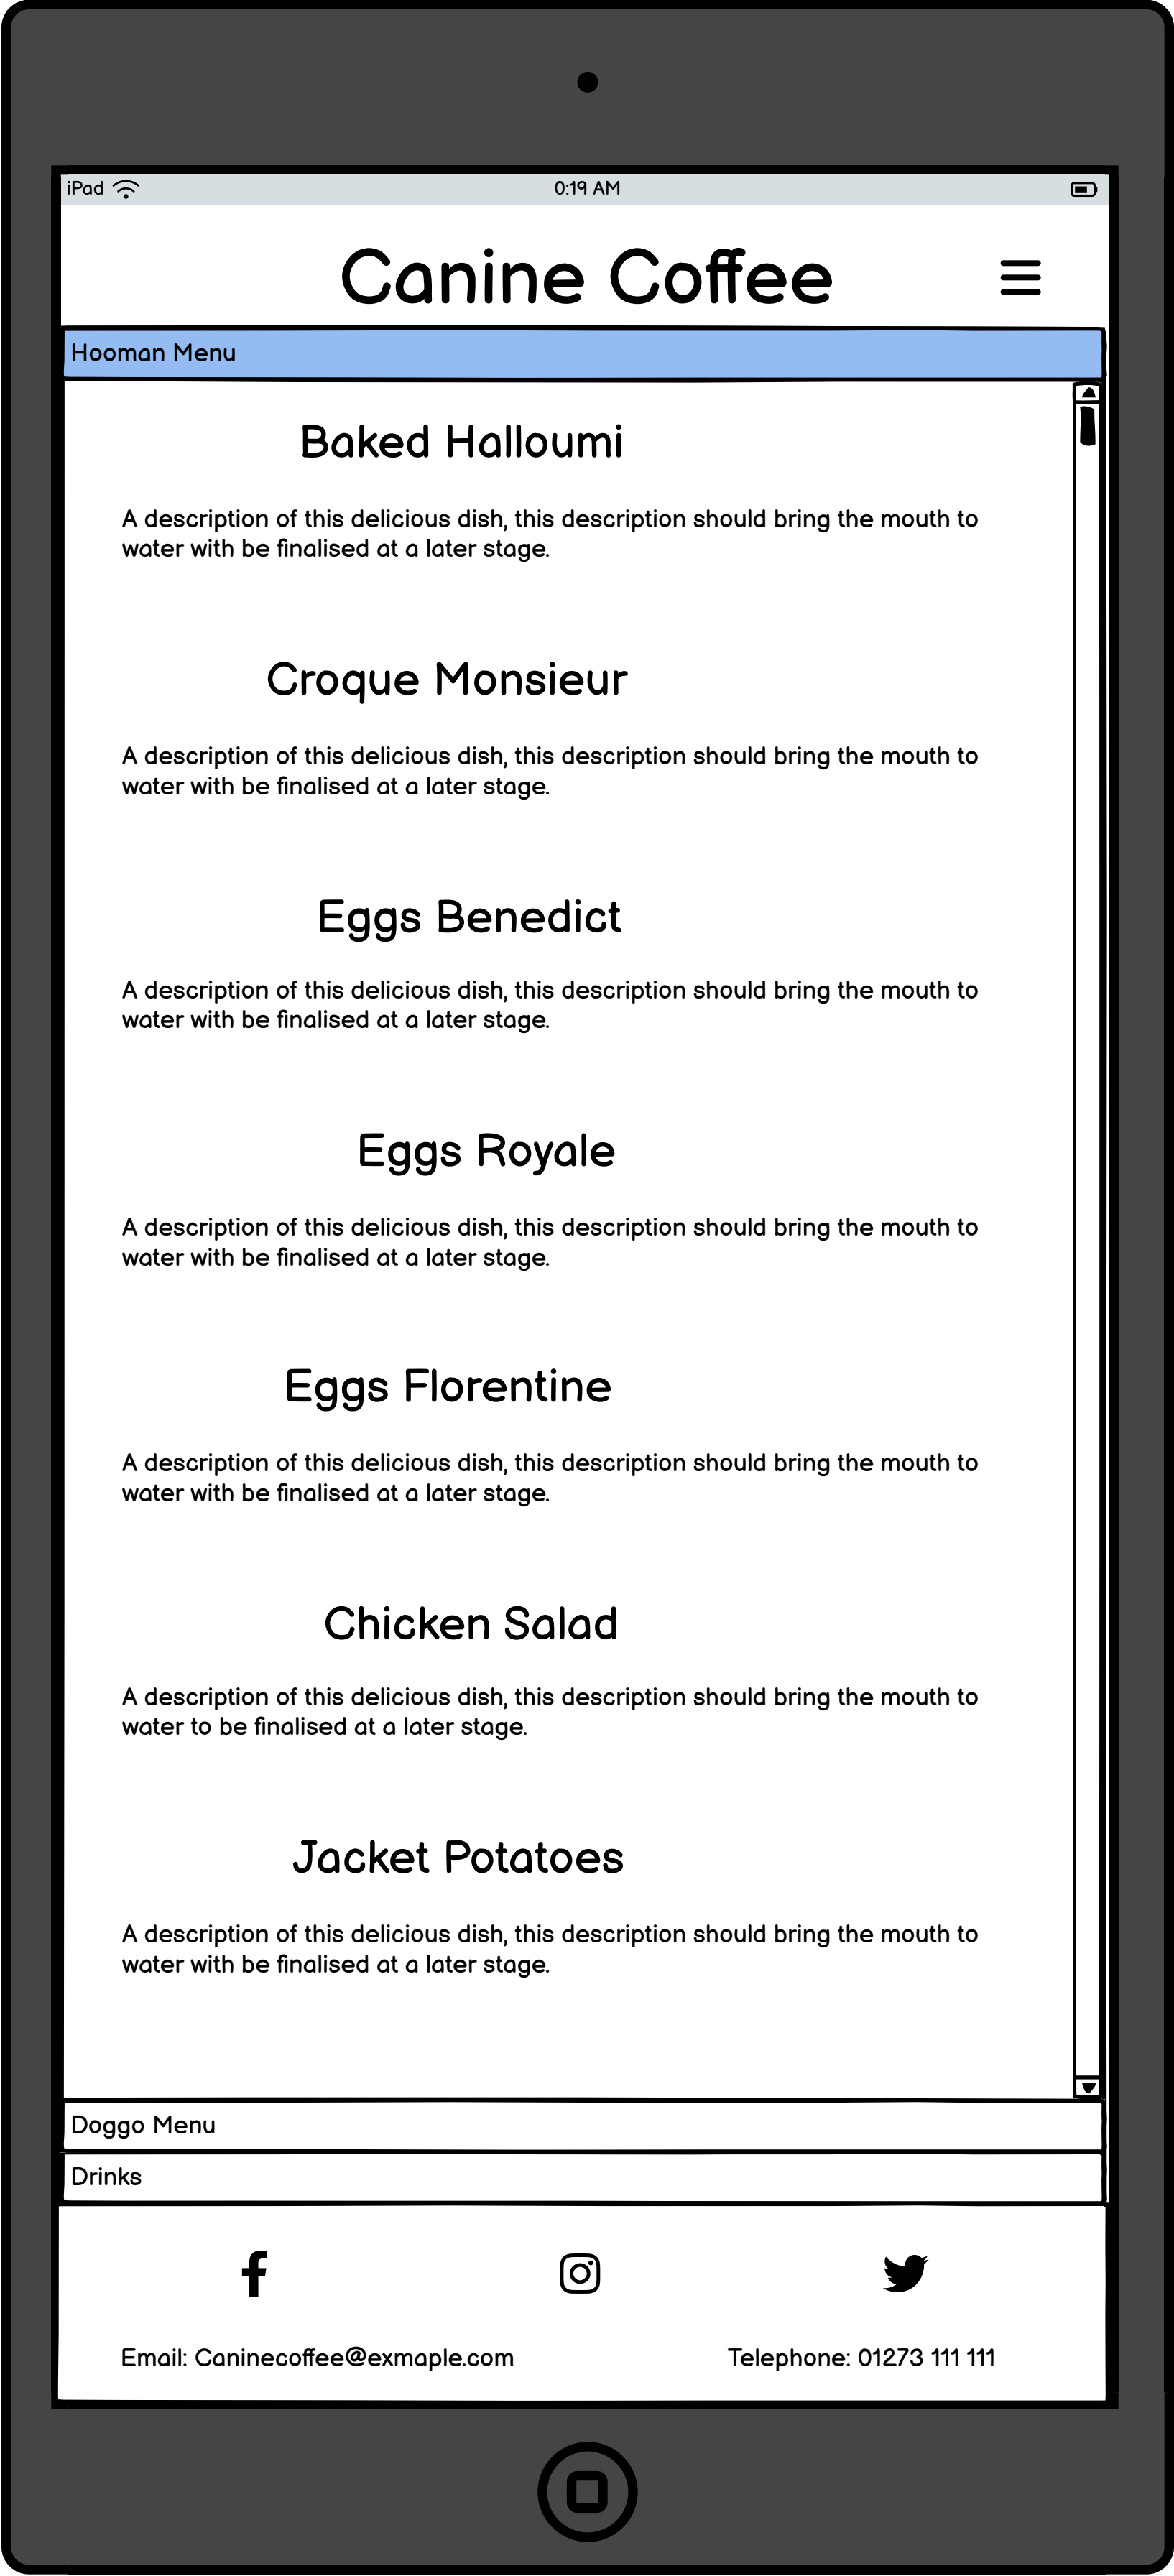 iPad 0:19 AM
Canine Coffee
Hooman Menu
Baked Halloumi
A description of this delicious dish, this description should bring the mouth to
water with be finalised at a later stage.
Croque Monsieur
A description of this delicious dish, this description should bring the mouth to
water with be finalised at a later stage.
Eggs Benedict
A description of this delicious dish, this description should bring the mouth to
water with be finalised at a later stage.
Eggs Royale
A description of this delicious dish, this description should bring the mouth to
water with be finalised at a later stage.
Eggs Florentine
A description of this delicious dish, this description should bring the mouth to
water with be finalised at a later stage.
Chicken Salad
A description of this delicious dish, this description should bring the mouth to
water to be finalised at a later stage.
Jacket Potatoes
A description of this delicious dish, this description should bring the mouth to
water with be finalised at a later stage.
Doggo Menu
Drinks
Email: Caninecoffee@exmaple.com Telephone: 01273 111 111